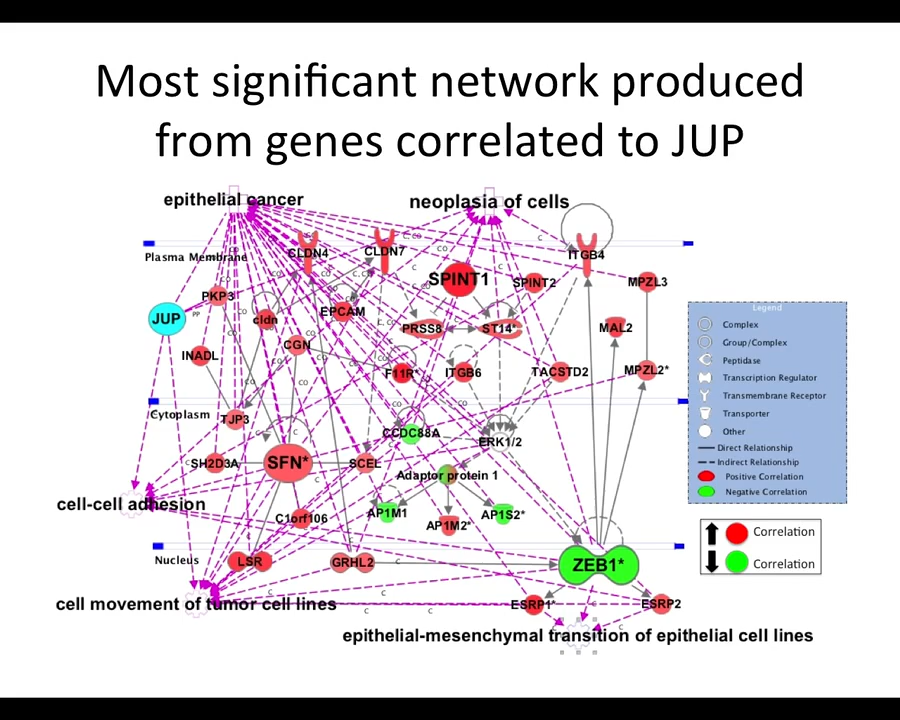 Most significant network produced
from genes correlated to JUP
epithelial cancer
neoplasia of cells
Plasma Membrane
CLDN4
CLDN7
ITGB4
SPINT1
SPINT2
MPZL3
PKP3
JUP
cldn
EPCAM
PRSS8
ST14*
MAL2
CGN
INADL
F11R*
ITGB6
TACSTD2
MPZL2*
Cytoplasm
TJP3
CCDC88A
ERK1/2
SH2D3A
SFN*
SCEL
Adaptor protein 1
cell-cell adhesion
C1orf106
AP1M1
AP1M2*
AP1S2*
Nucleus
LSR
GRHL2
ZEB1*
cell movement of tumor cell lines
ESRP1*
ESRP2
epithelial-mesenchymal transition of epithelial cell lines
Legend
Complex
Group/Complex
Peptidase
Transcription Regulator
Transmembrane Receptor
Transporter
Other
Direct Relationship
Indirect Relationship
Positive Correlation
Negative Correlation
Correlation
Correlation